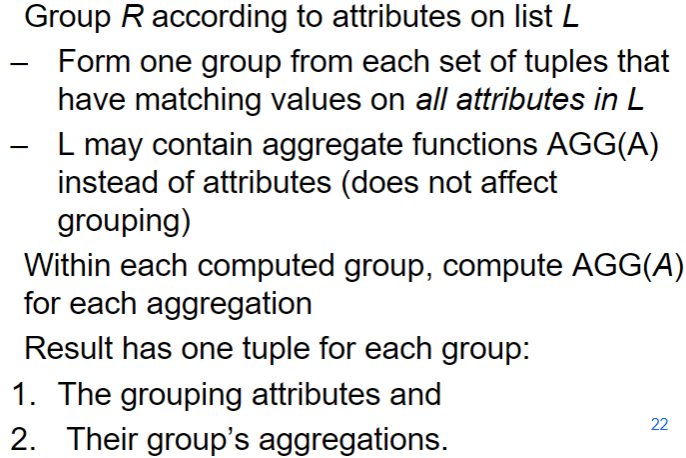 Group R according to attributes on list L
– Form one group from each set of tuples that
have matching values on all attributes in L
– L may contain aggregate functions AGG(A)
instead of attributes (does not affect
grouping)
Within each computed group, compute AGG(A)
for each aggregation
Result has one tuple for each group:
1. The grouping attributes and
2. Their group's aggregations.
22